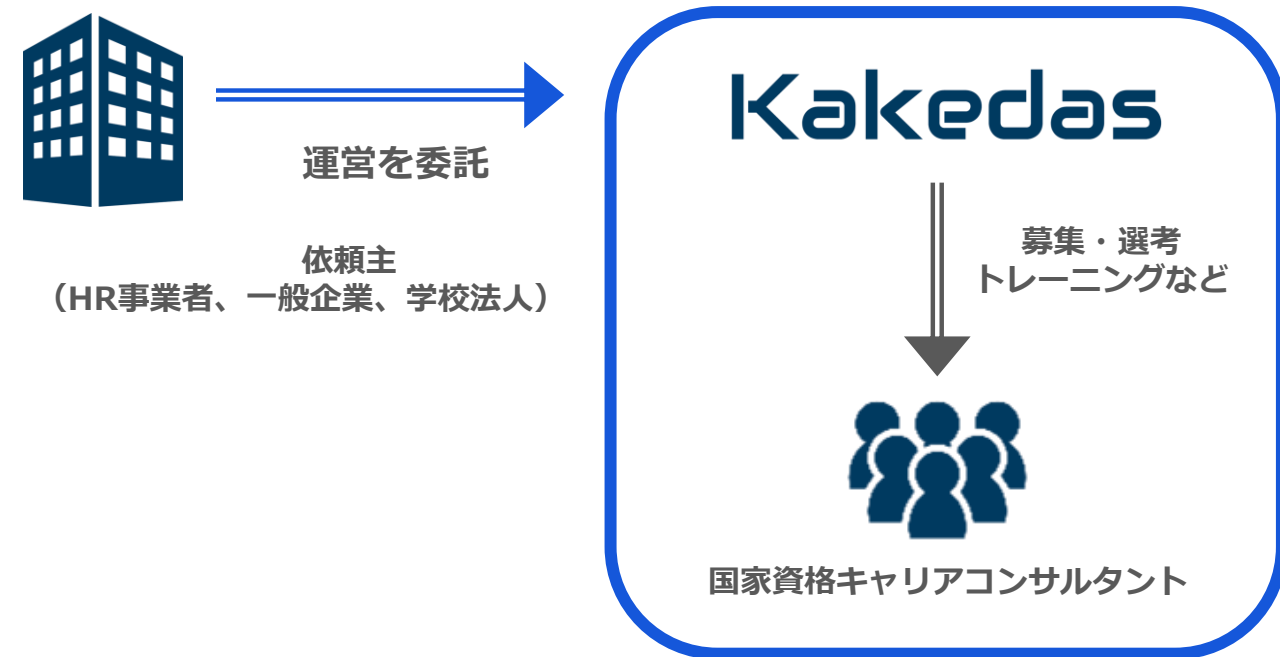 Kakedas
運営を委託
依頼主
（HR事業者、一般企業、学校法人）
募集・選考
トレーニングなど
国家資格キャリアコンサルタント